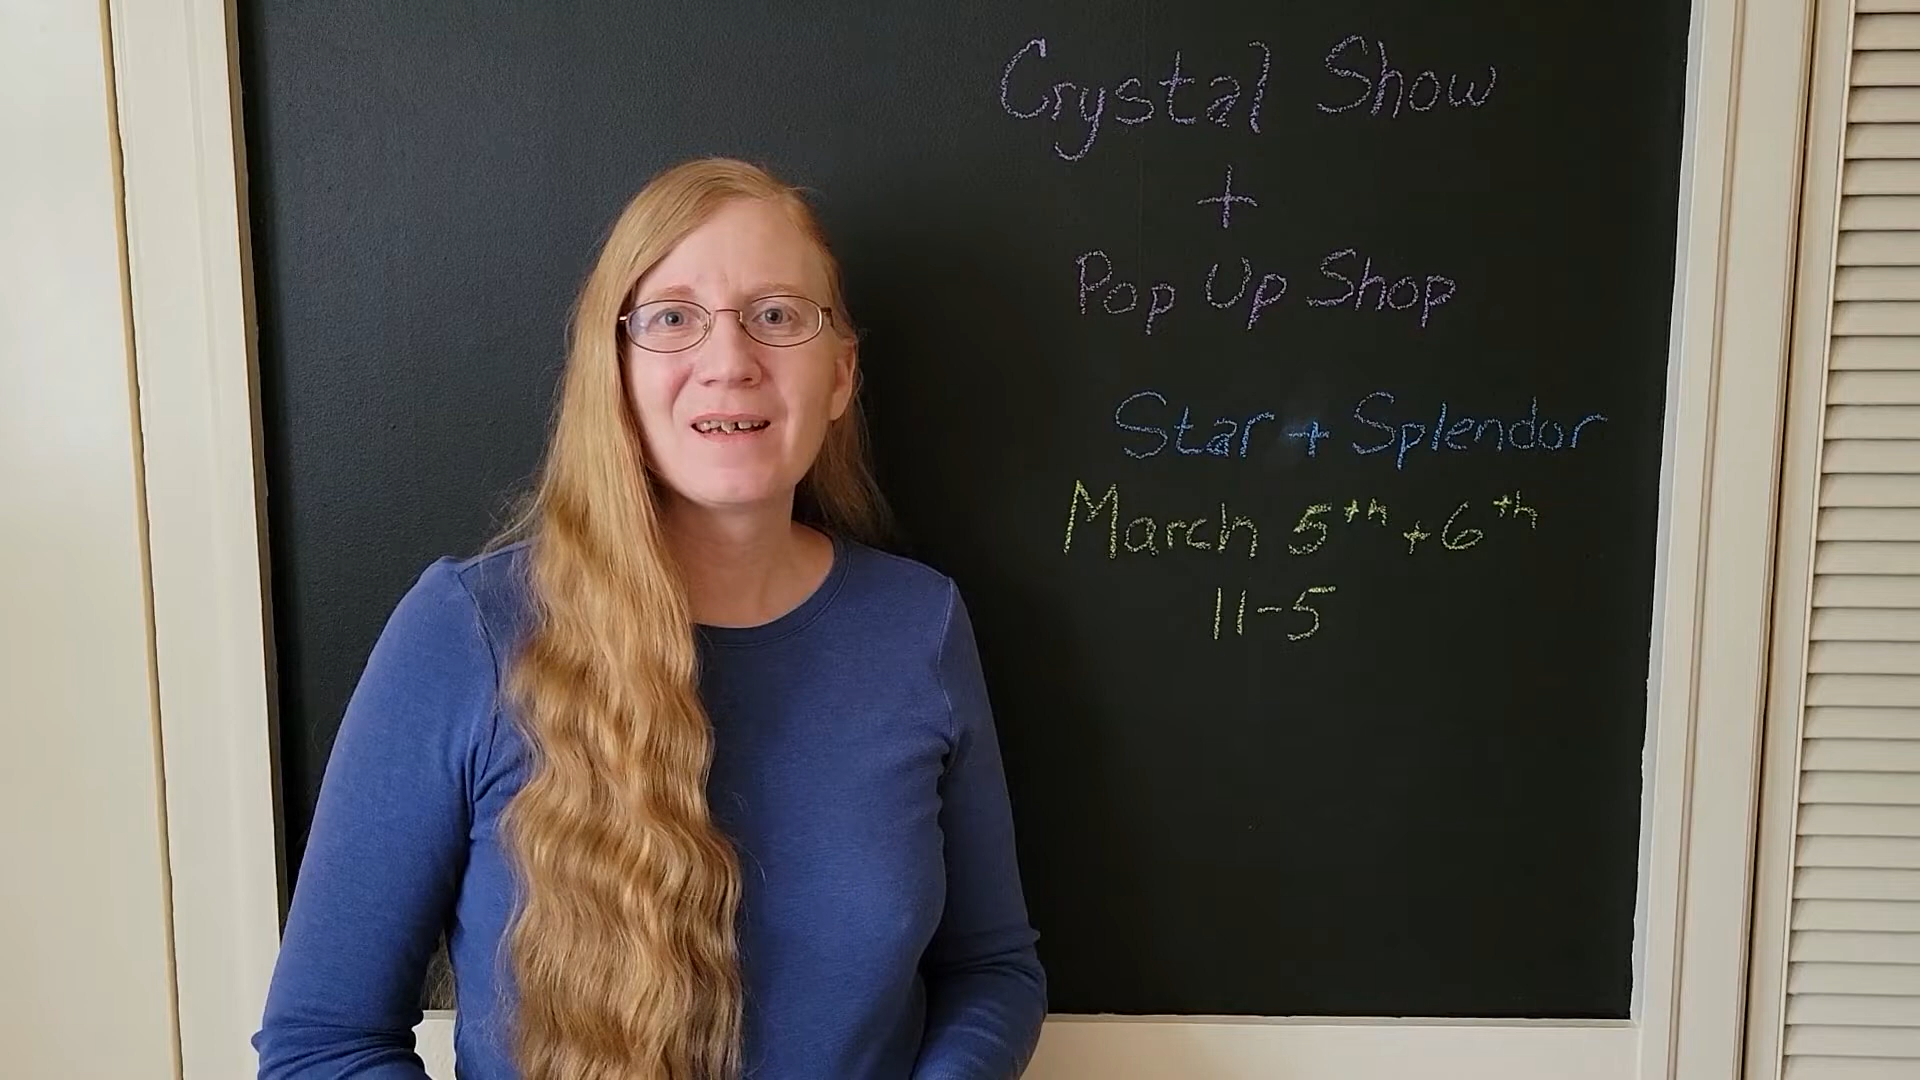 Crystal Show
+
Pop Up Shop
Star + Splendor
March 5th + 6th
11-5